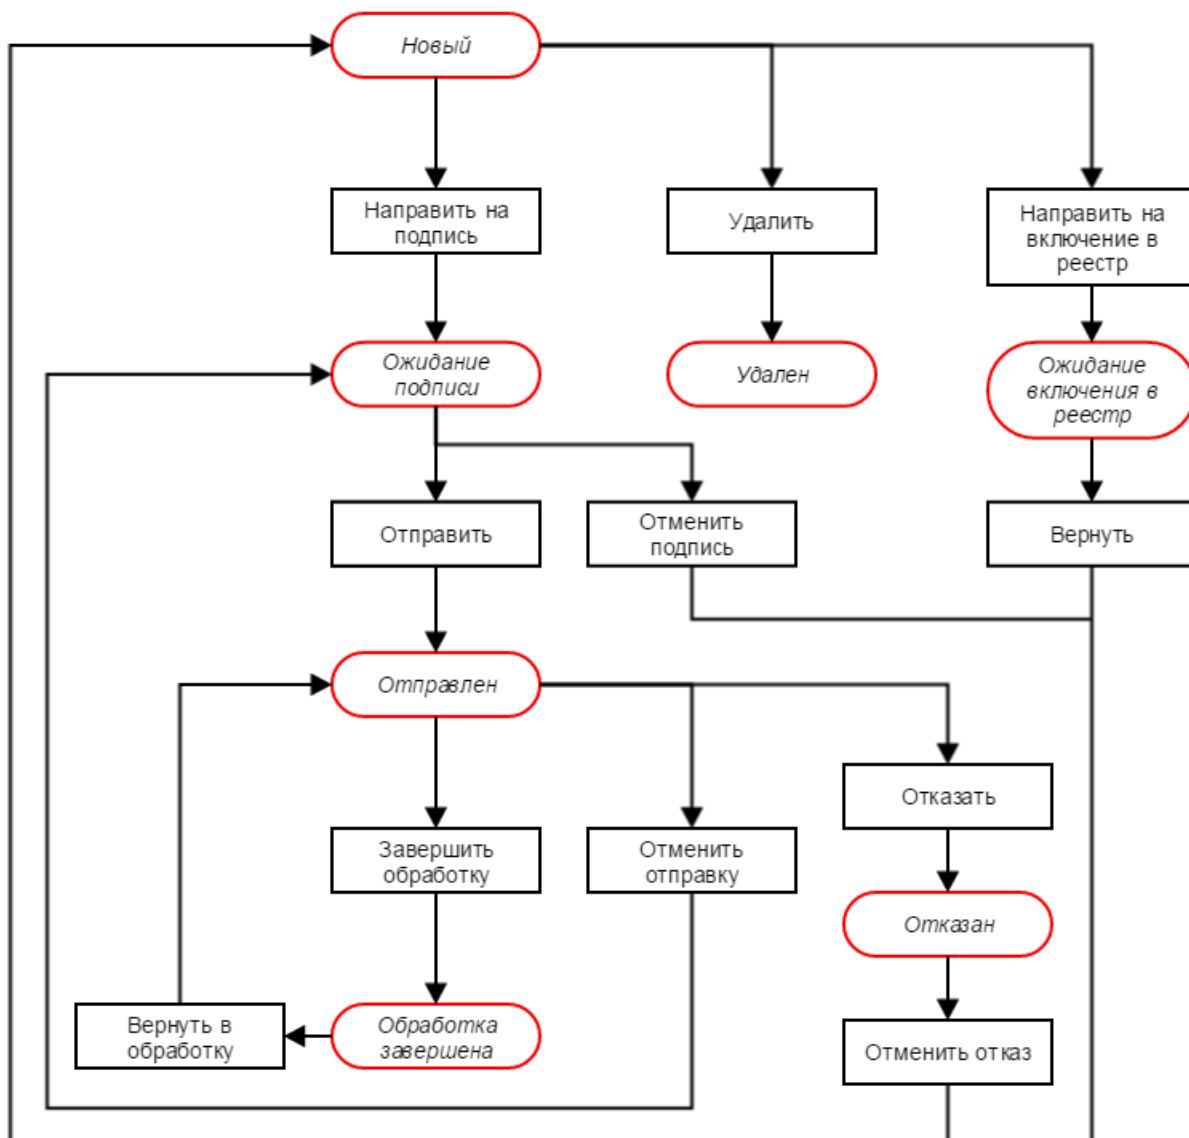 Новый
Направить на
подпись
Удалить
Направить на
включение в
реестр
Ожидание
подписи
Удален
Ожидание
включения в
реестр
Отправить
Отменить
подпись
Вернуть
Отправлен
Отказать
Завершить
обработку
Отменить
отправку
Отказан
Вернуть в
обработку
Обработка
завершена
Отменить отказ